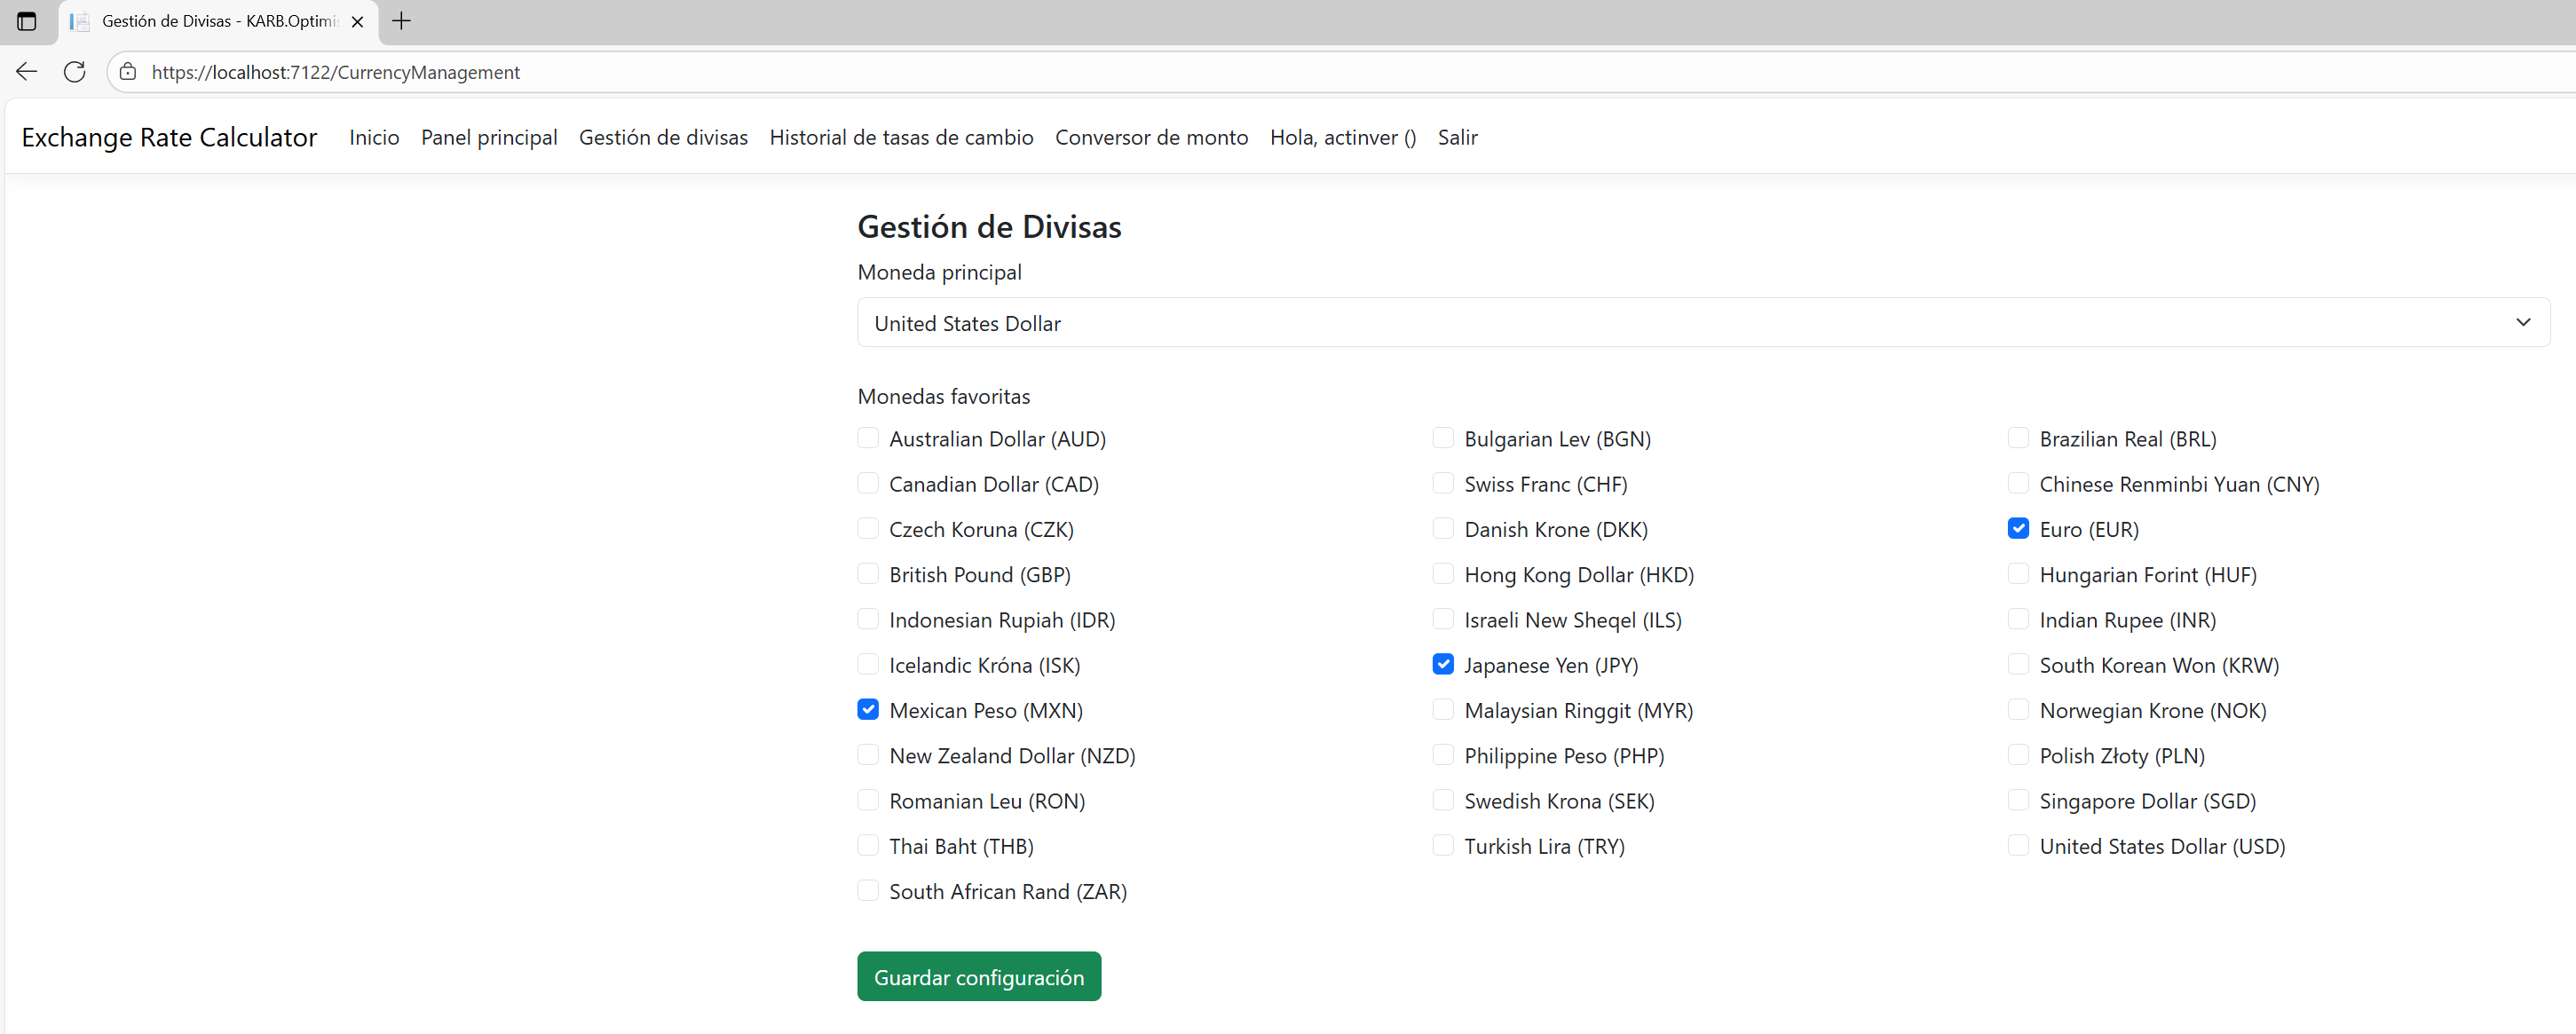 Gestión de Divisas - KARB.Optimi
https://localhost:7122/CurrencyManagement
Exchange Rate Calculator Inicio Panel principal Gestión de divisas Historial de tasas de cambio Conversor de monto Hola, actinver () Salir
Gestión de Divisas
Moneda principal
United States Dollar
Monedas favoritas
Australian Dollar (AUD) Bulgarian Lev (BGN) Brazilian Real (BRL)
Canadian Dollar (CAD) Swiss Franc (CHF) Chinese Renminbi Yuan (CNY)
Czech Koruna (CZK) Danish Krone (DKK) Euro (EUR)
British Pound (GBP) Hong Kong Dollar (HKD) Hungarian Forint (HUF)
Indonesian Rupiah (IDR) Israeli New Sheqel (ILS) Indian Rupee (INR)
Icelandic Króna (ISK) Japanese Yen (JPY) South Korean Won (KRW)
Mexican Peso (MXN) Malaysian Ringgit (MYR) Norwegian Krone (NOK)
New Zealand Dollar (NZD) Philippine Peso (PHP) Polish Złoty (PLN)
Romanian Leu (RON) Swedish Krona (SEK) Singapore Dollar (SGD)
Thai Baht (THB) Turkish Lira (TRY) United States Dollar (USD)
South African Rand (ZAR)
Guardar configuración